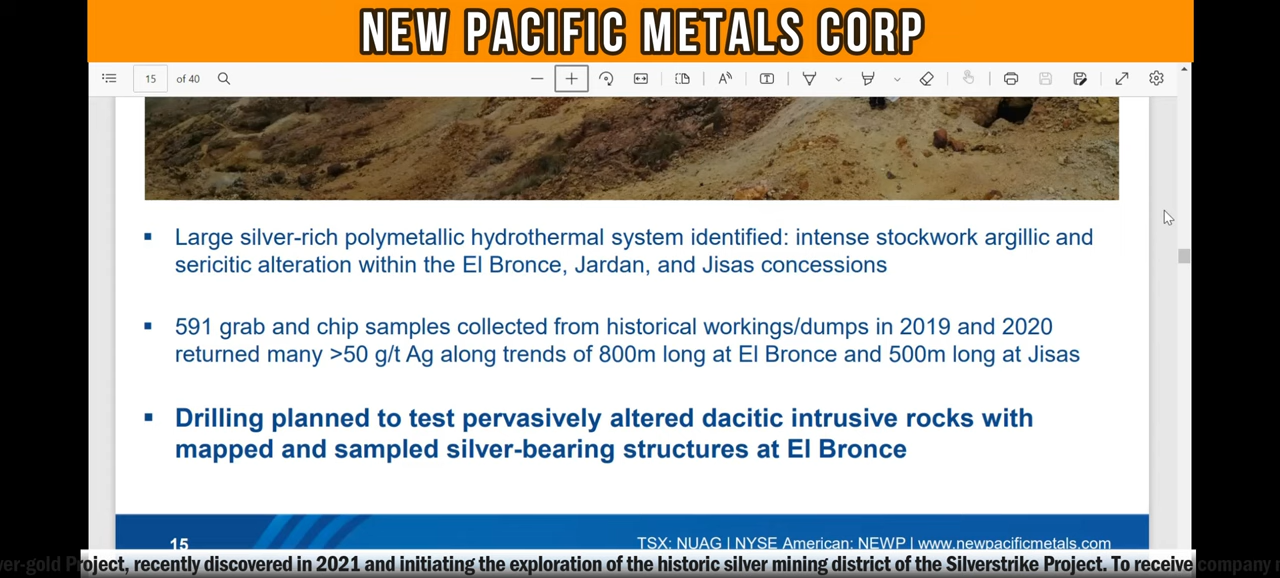 NEW PACIFIC METALS CORP
15 of 40
▪ Large silver-rich polymetallic hydrothermal system identified: intense stockwork argillic and
sericitic alteration within the El Bronce, Jardan, and Jisas concessions
▪ 591 grab and chip samples collected from historical workings/dumps in 2019 and 2020
returned many >50 g/t Ag along trends of 800m long at El Bronce and 500m long at Jisas
▪ Drilling planned to test pervasively altered dacitic intrusive rocks with
mapped and sampled silver-bearing structures at El Bronce
15 TSX: NUAG | NYSE American: NEWP | www.newpacificmetals.com
ver-gold Project, recently discovered in 2021 and initiating the exploration of the historic silver mining district of the Silverstrike Project. To receive company